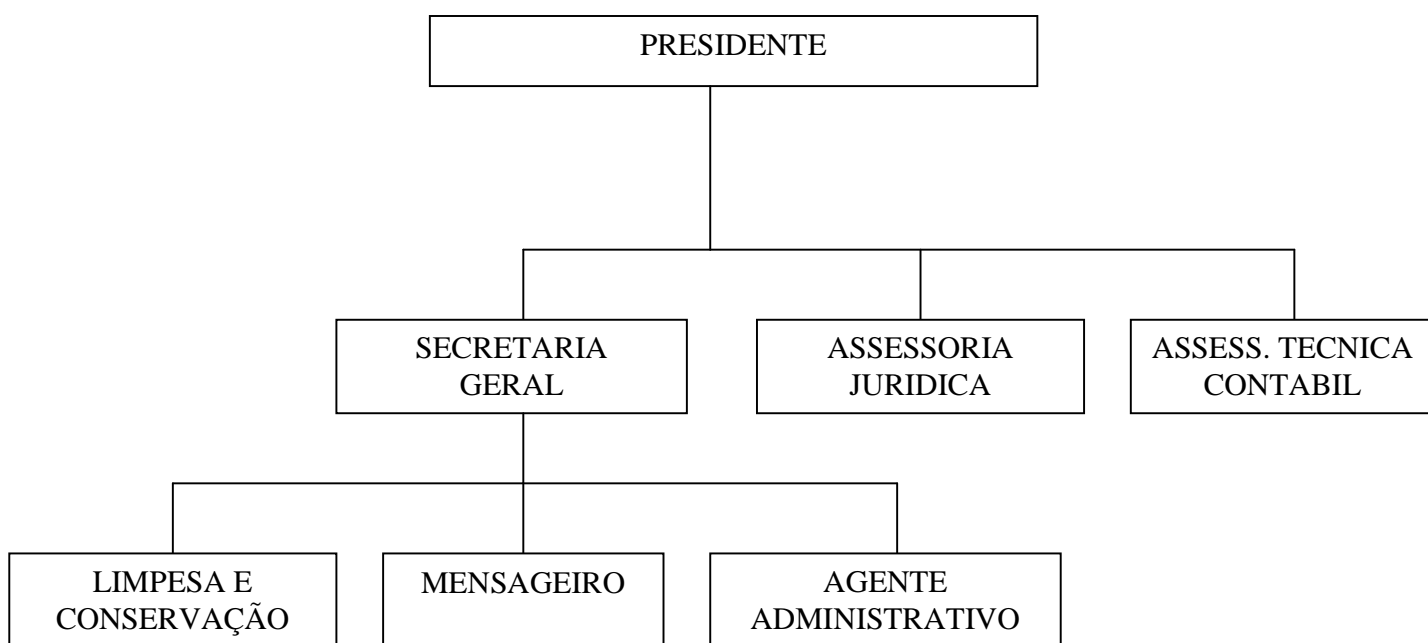 PRESIDENTE
SECRETARIA
GERAL
ASSESSORIA
JURIDICA
ASSESS. TECNICA
CONTABIL
LIMPESA E
CONSERVAÇÃO
MENSAGEIRO
AGENTE
ADMINISTRATIVO